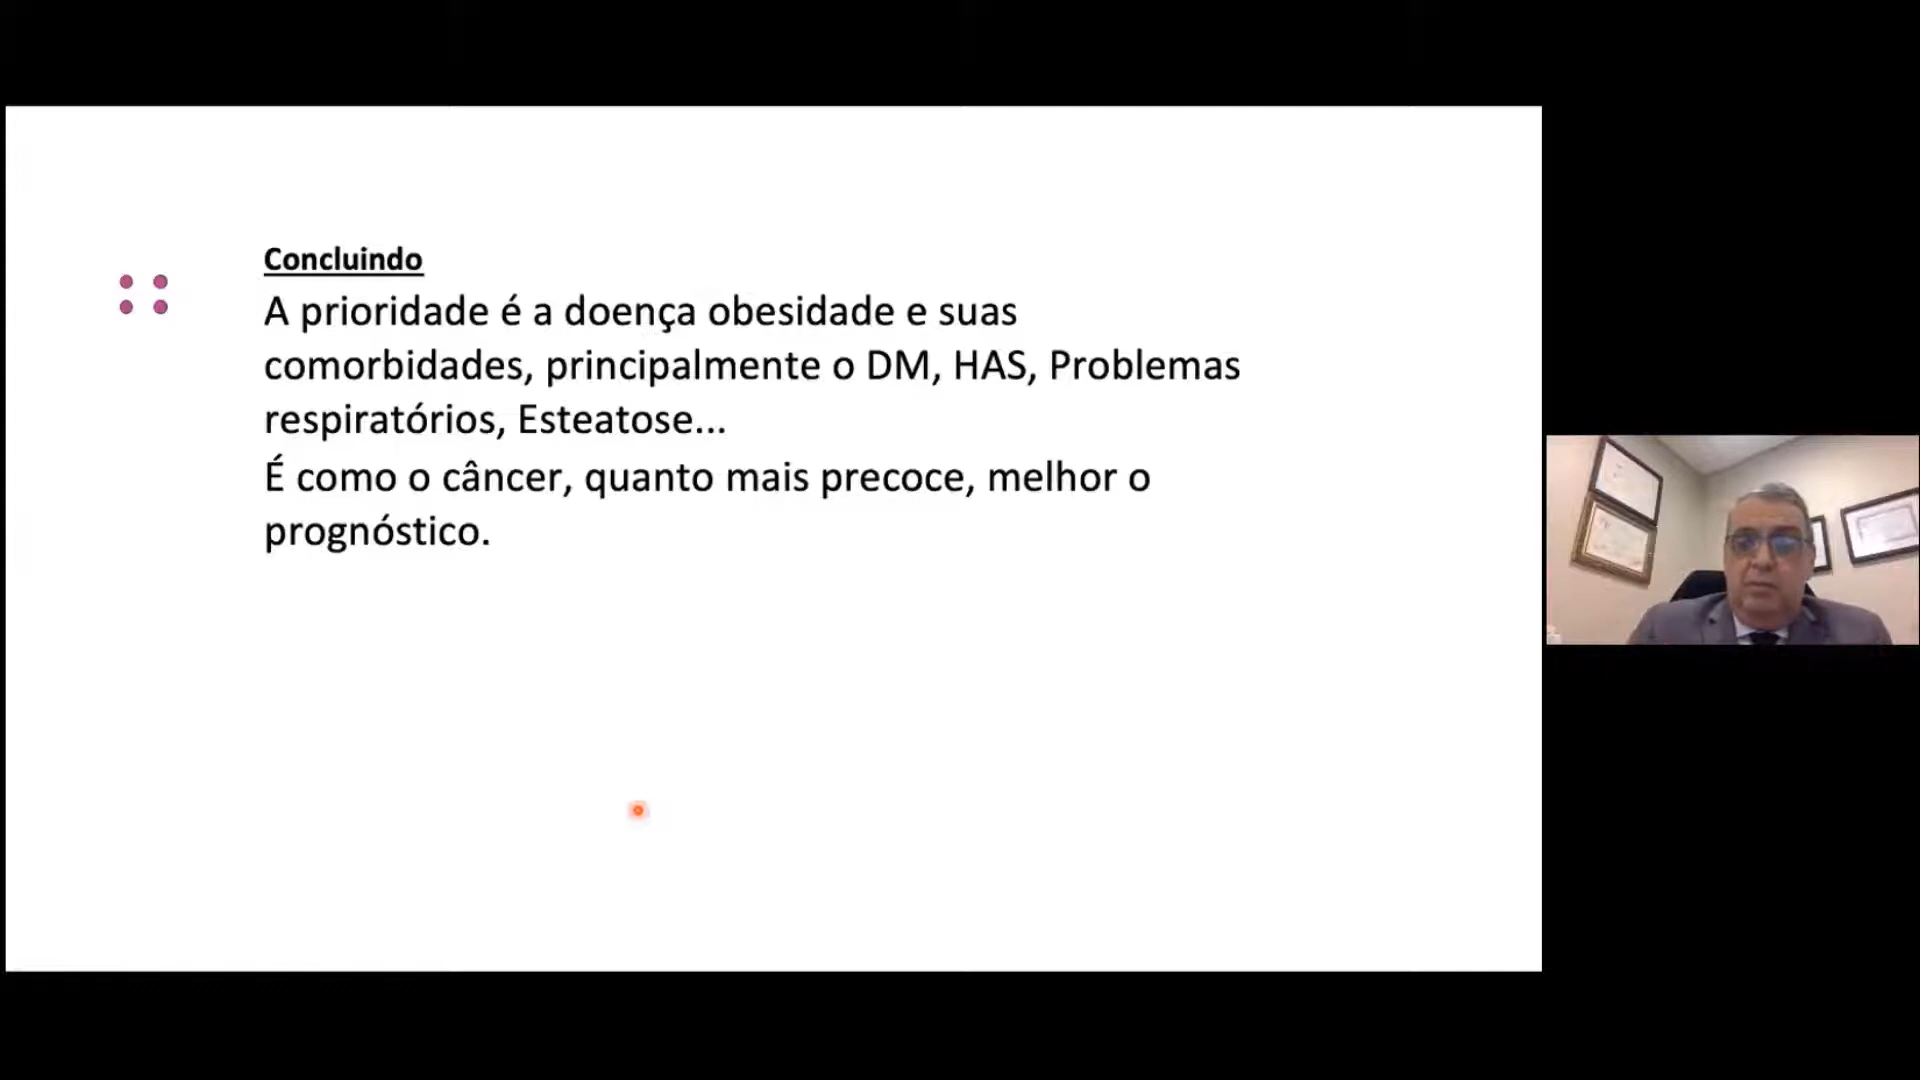 Concluindo
A prioridade é a doença obesidade e suas
comorbidades, principalmente o DM, HAS, Problemas
respiratórios, Esteatose...
É como o câncer, quanto mais precoce, melhor o
prognóstico.